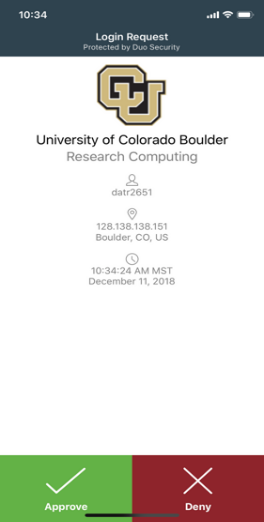 10:34
Login Request
Protected by Duo Security
CU
University of Colorado Boulder
Research Computing
datr2651
128.138.138.151
Boulder, CO, US
10:34:24 AM MST
December 11, 2018
Approve
Deny